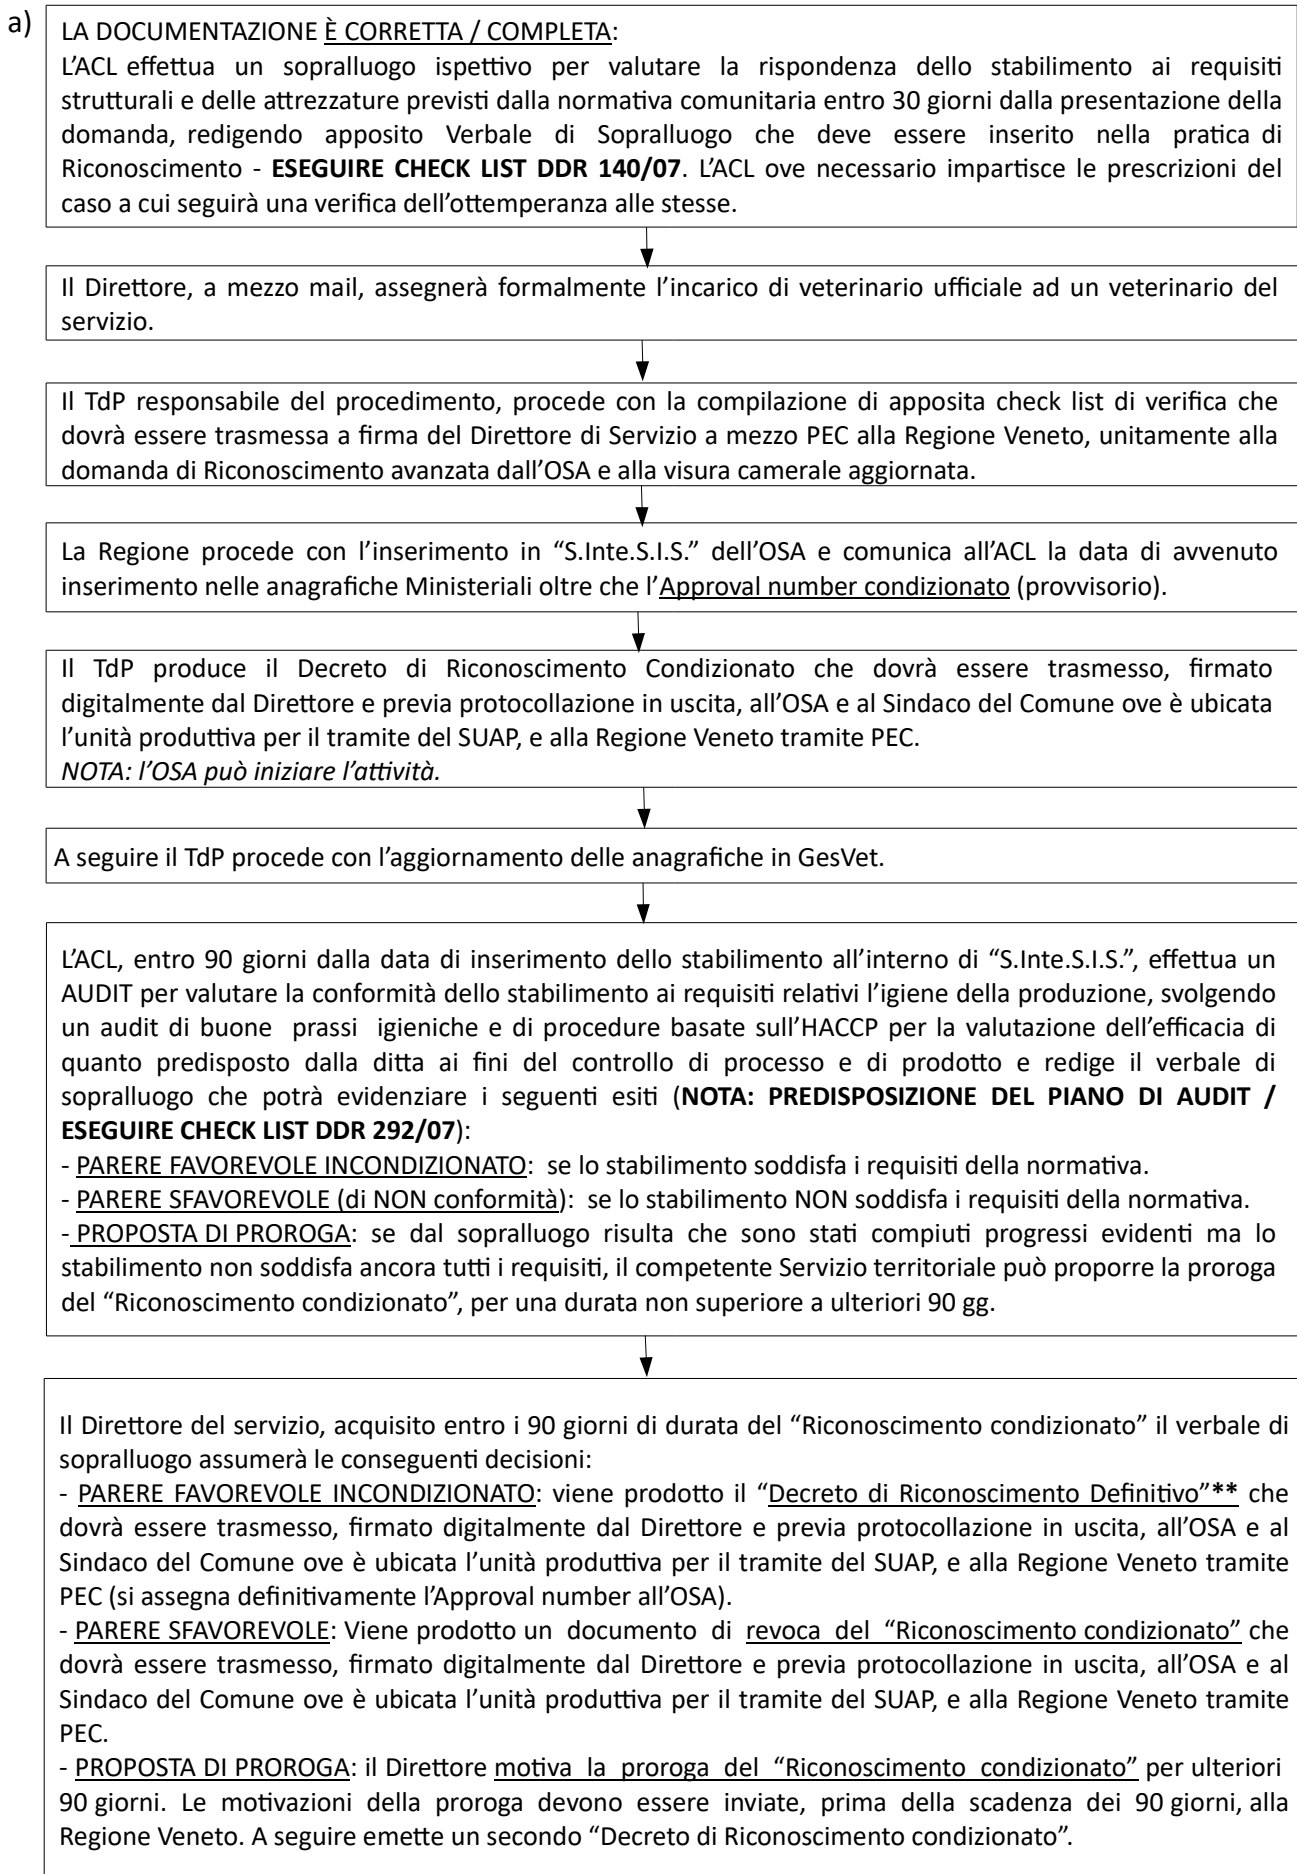 a)
LA DOCUMENTAZIONE È CORRETTA / COMPLETA:
L’ACL effettua un sopralluogo ispettivo per valutare la rispondenza dello stabilimento ai requisiti
strutturali e delle attrezzature previsti dalla normativa comunitaria entro 30 giorni dalla presentazione della
domanda, redigendo apposito Verbale di Sopralluogo che deve essere inserito nella pratica di
Riconoscimento - ESEGUIRE CHECK LIST DDR 140/07. L’ACL ove necessario impartisce le prescrizioni del
caso a cui seguirà una verifica dell’ottemperanza alle stesse.
Il Direttore, a mezzo mail, assegnerà formalmente l’incarico di veterinario ufficiale ad un veterinario del
servizio.
Il TdP responsabile del procedimento, procede con la compilazione di apposita check list di verifica che
dovrà essere trasmessa a firma del Direttore di Servizio a mezzo PEC alla Regione Veneto, unitamente alla
domanda di Riconoscimento avanzata dall’OSA e alla visura camerale aggiornata.
La Regione procede con l’inserimento in “S.Inte.S.I.S.” dell’OSA e comunica all’ACL la data di avvenuto
inserimento nelle anagrafiche Ministeriali oltre che l’Approval number condizionato (provvisorio).
Il TdP produce il Decreto di Riconoscimento Condizionato che dovrà essere trasmesso, firmato
digitalmente dal Direttore e previa protocollazione in uscita, all’OSA e al Sindaco del Comune ove è ubicata
l’unità produttiva per il tramite del SUAP, e alla Regione Veneto tramite PEC.
NOTA: l’OSA può iniziare l’attività.
A seguire il TdP procede con l’aggiornamento delle anagrafiche in GesVet.
L’ACL, entro 90 giorni dalla data di inserimento dello stabilimento all’interno di “S.Inte.S.I.S.”, effettua un
AUDIT per valutare la conformità dello stabilimento ai requisiti relativi l’igiene della produzione, svolgendo
un audit di buone prassi igieniche e di procedure basate sull’HACCP per la valutazione dell’efficacia di
quanto predisposto dalla ditta ai fini del controllo di processo e di prodotto e redige il verbale di
sopralluogo che potrà evidenziare i seguenti esiti (NOTA: PREDISPOSIZIONE DEL PIANO DI AUDIT /
ESEGUIRE CHECK LIST DDR 292/07):
- PARERE FAVOREVOLE INCONDIZIONATO: se lo stabilimento soddisfa i requisiti della normativa.
- PARERE SFAVOREVOLE (di NON conformità): se lo stabilimento NON soddisfa i requisiti della normativa.
- PROPOSTA DI PROROGA: se dal sopralluogo risulta che sono stati compiuti progressi evidenti ma lo
stabilimento non soddisfa ancora tutti i requisiti, il competente Servizio territoriale può proporre la proroga
del “Riconoscimento condizionato”, per una durata non superiore a ulteriori 90 gg.
Il Direttore del servizio, acquisito entro i 90 giorni di durata del “Riconoscimento condizionato” il verbale di
sopralluogo assumerà le conseguenti decisioni:
- PARERE FAVOREVOLE INCONDIZIONATO: viene prodotto il “Decreto di Riconoscimento Definitivo”** che
dovrà essere trasmesso, firmato digitalmente dal Direttore e previa protocollazione in uscita, all’OSA e al
Sindaco del Comune ove è ubicata l’unità produttiva per il tramite del SUAP, e alla Regione Veneto tramite
PEC (si assegna definitivamente l’Approval number all’OSA).
- PARERE SFAVOREVOLE: Viene prodotto un documento di revoca del “Riconoscimento condizionato” che
dovrà essere trasmesso, firmato digitalmente dal Direttore e previa protocollazione in uscita, all’OSA e al
Sindaco del Comune ove è ubicata l’unità produttiva per il tramite del SUAP, e alla Regione Veneto tramite
PEC.
- PROPOSTA DI PROROGA: il Direttore motiva la proroga del “Riconoscimento condizionato” per ulteriori
90 giorni. Le motivazioni della proroga devono essere inviate, prima della scadenza dei 90 giorni, alla
Regione Veneto. A seguire emette un secondo “Decreto di Riconoscimento condizionato”.